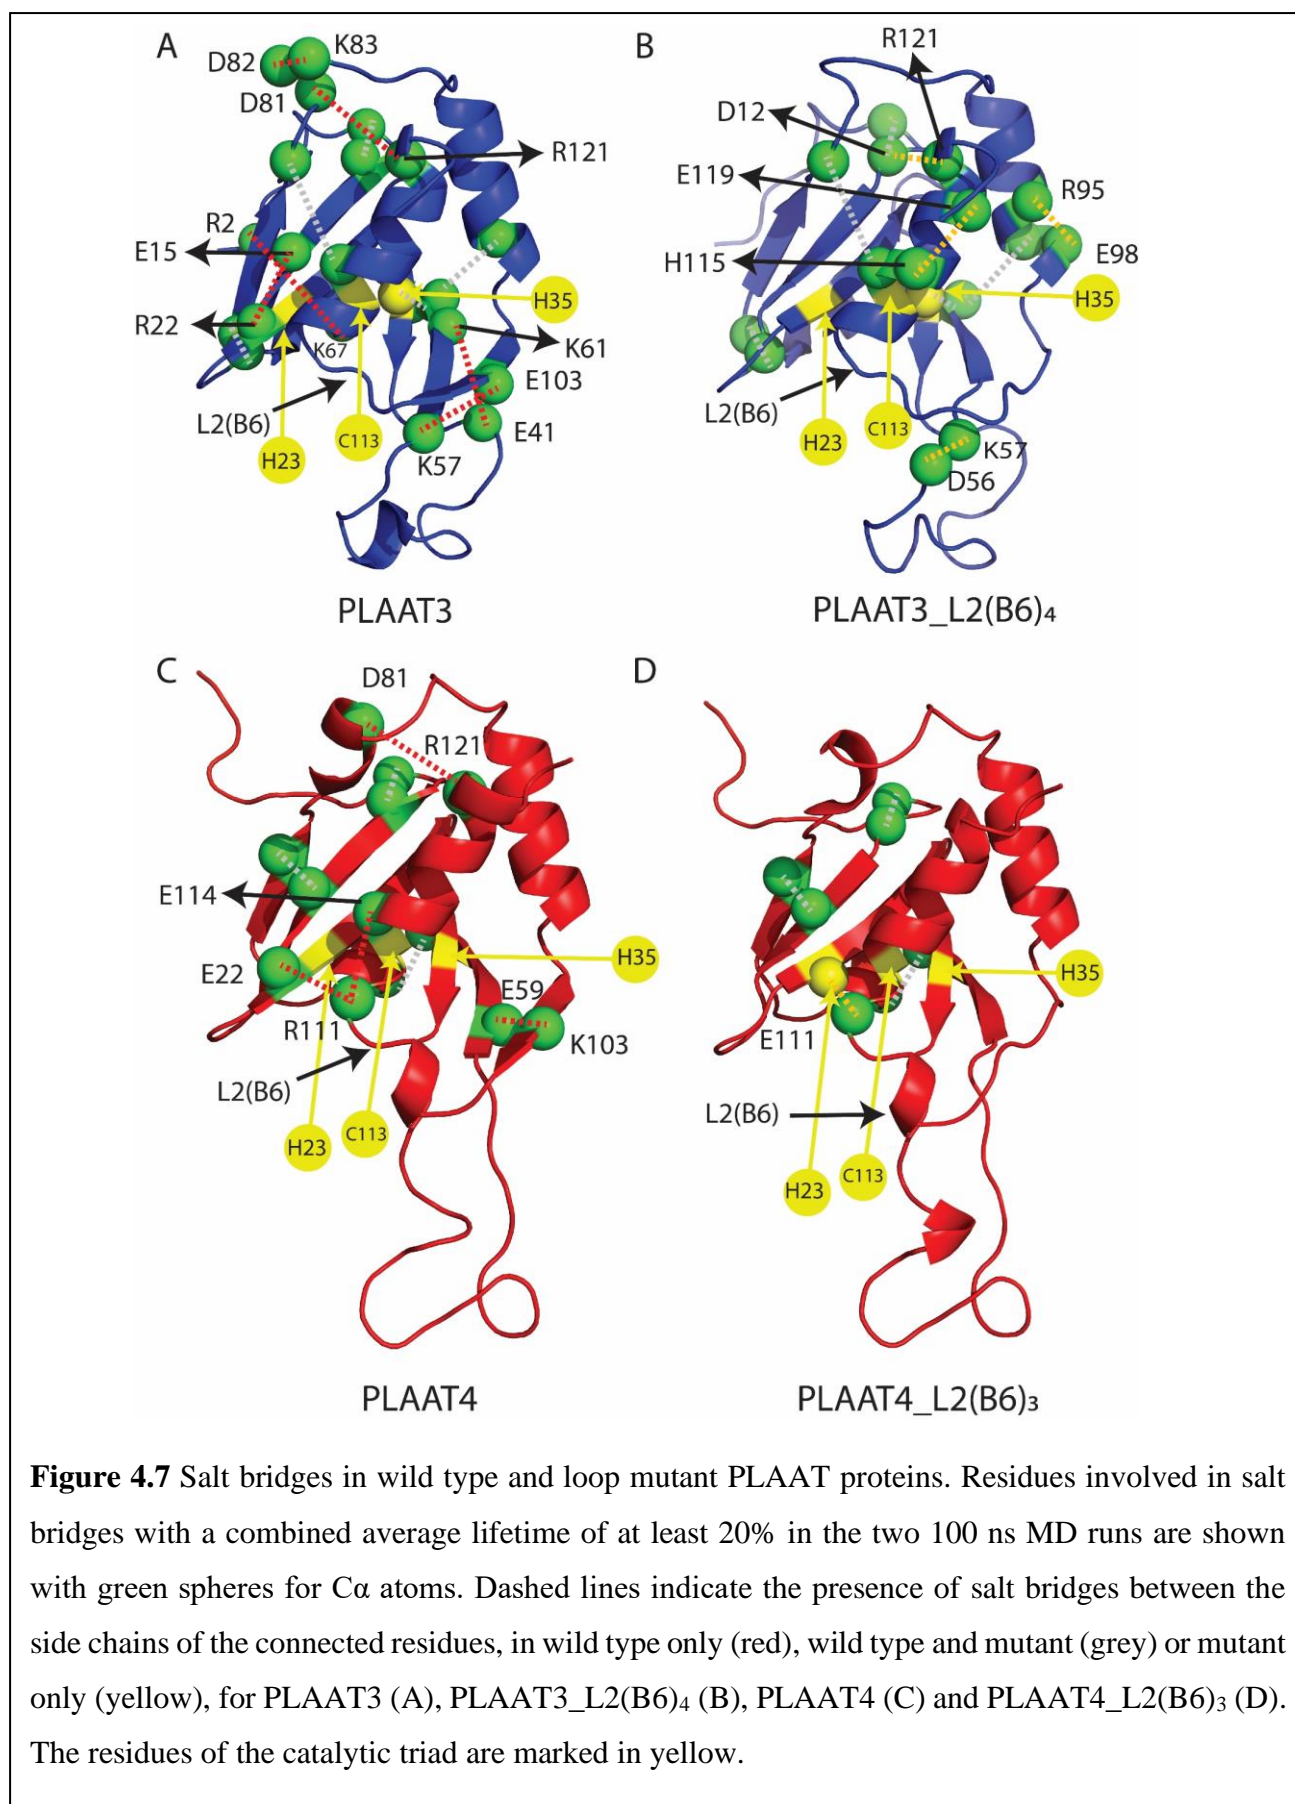 A
K83
D82
D81
R121
R2
E15
H35
R22
K67
K61
E103
L2(B6)
E41
C113
H23
K57
PLAAT3
B
R121
D12
E119
R95
H115
E98
H35
L2(B6)
C113
H23
K57
D56
PLAAT3_L2(B6)₄
C
D81
R121
E114
H35
E22
E59
R111
K103
L2(B6)
C113
H23
PLAAT4
D
H35
E111
L2(B6)
C113
H23
PLAAT4_L2(B6)₃
Figure 4.7 Salt bridges in wild type and loop mutant PLAAT proteins. Residues involved in salt
bridges with a combined average lifetime of at least 20% in the two 100 ns MD runs are shown
with green spheres for Cα atoms. Dashed lines indicate the presence of salt bridges between the
side chains of the connected residues, in wild type only (red), wild type and mutant (grey) or mutant
only (yellow), for PLAAT3 (A), PLAAT3_L2(B6)₄ (B), PLAAT4 (C) and PLAAT4_L2(B6)₃ (D).
The residues of the catalytic triad are marked in yellow.